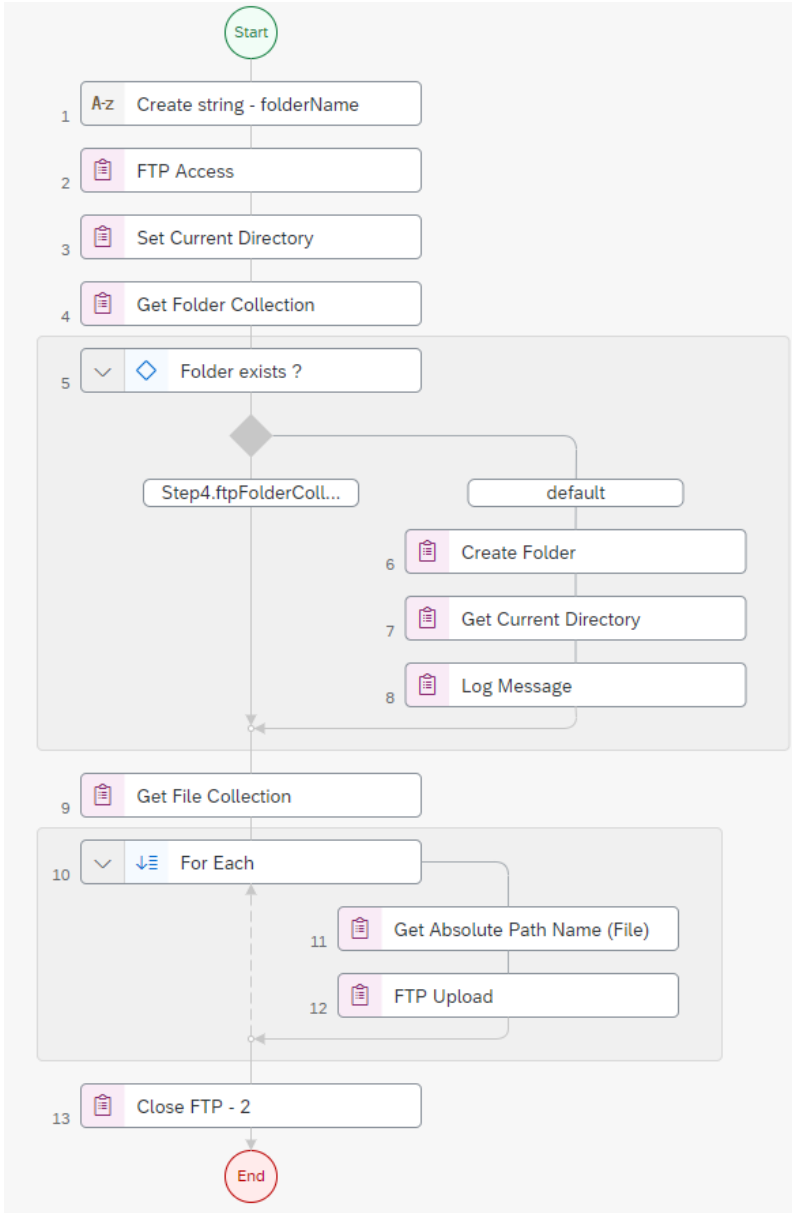 Start
1 A-z Create string - folderName
2 FTP Access
3 Set Current Directory
4 Get Folder Collection
5 Folder exists ?
Step4.ftpFolderColl...
default
6 Create Folder
7 Get Current Directory
8 Log Message
9 Get File Collection
10 For Each
11 Get Absolute Path Name (File)
12 FTP Upload
13 Close FTP - 2
End